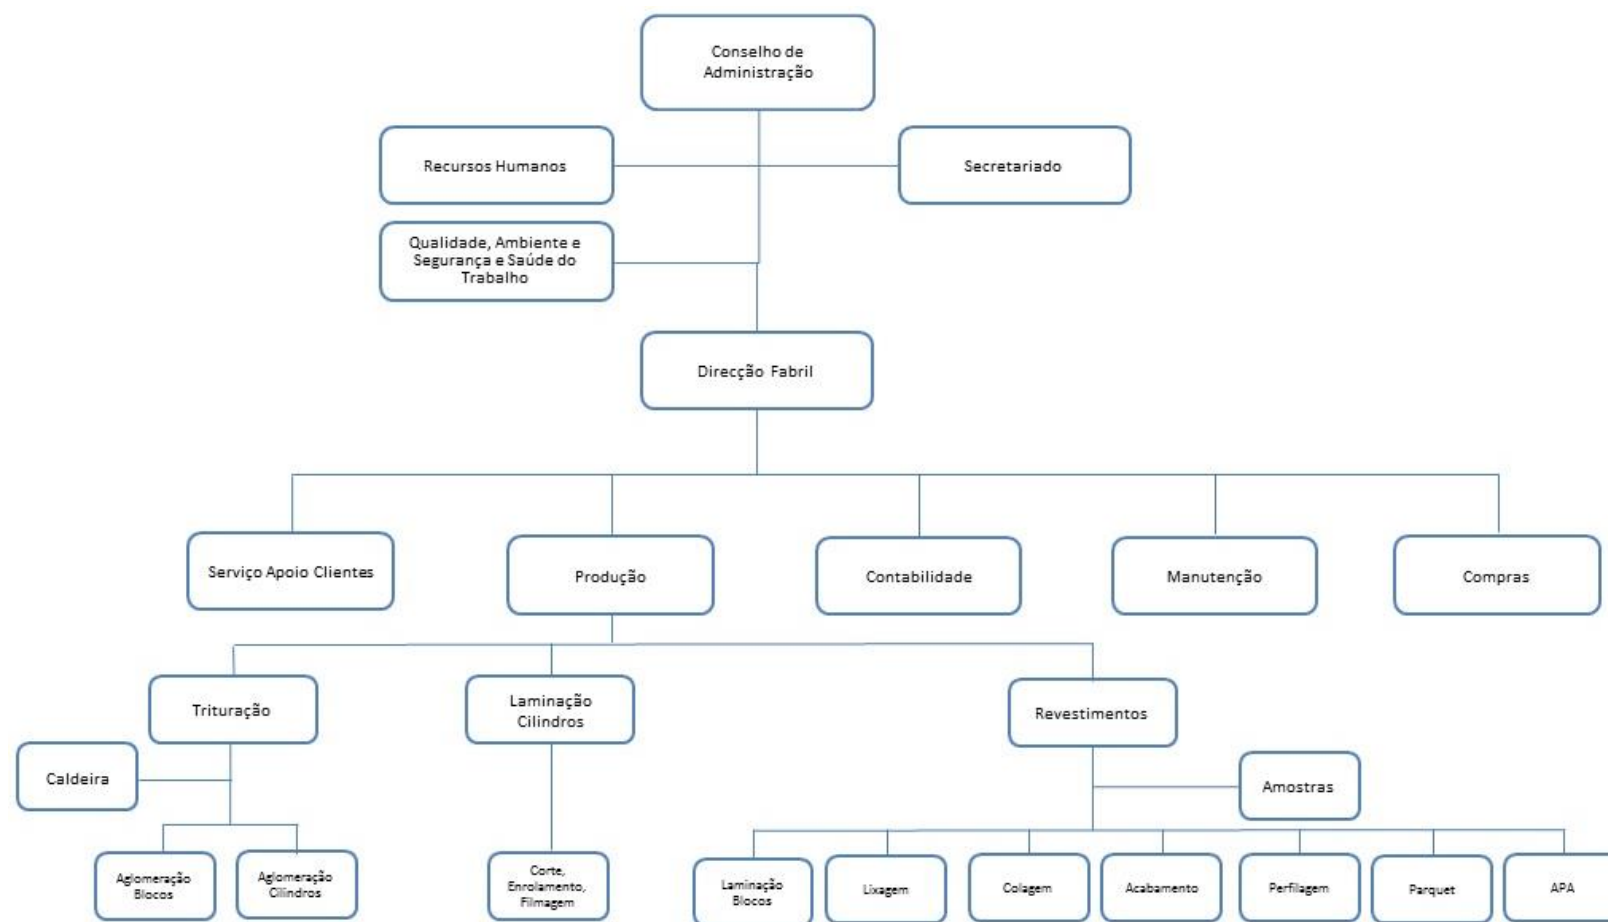 Conselho de
Administração
Recursos Humanos
Secretariado
Qualidade, Ambiente e
Segurança e Saúde do
Trabalho
Direcção Fabril
Serviço Apoio Clientes
Produção
Contabilidade
Manutenção
Compras
Trituração
Laminação
Cilindros
Revestimentos
Caldeira
Amostras
Aglomeração
Blocos
Aglomeração
Cilindros
Corte,
Enrolamento,
Filmagem
Laminação
Blocos
Lixagem
Colagem
Acabamento
Perfilagem
Parquet
APA